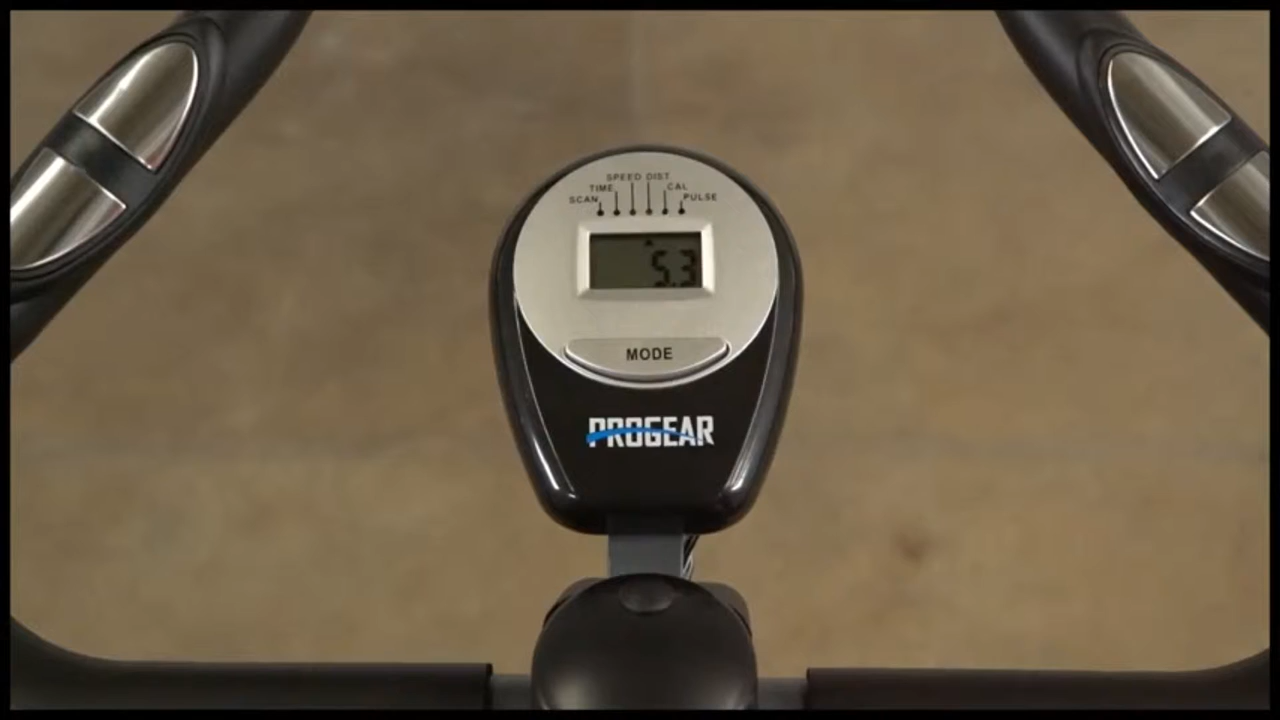 SPEED DIST
TIME CAL
SCAN PULSE
5.3
MODE
PROGEAR